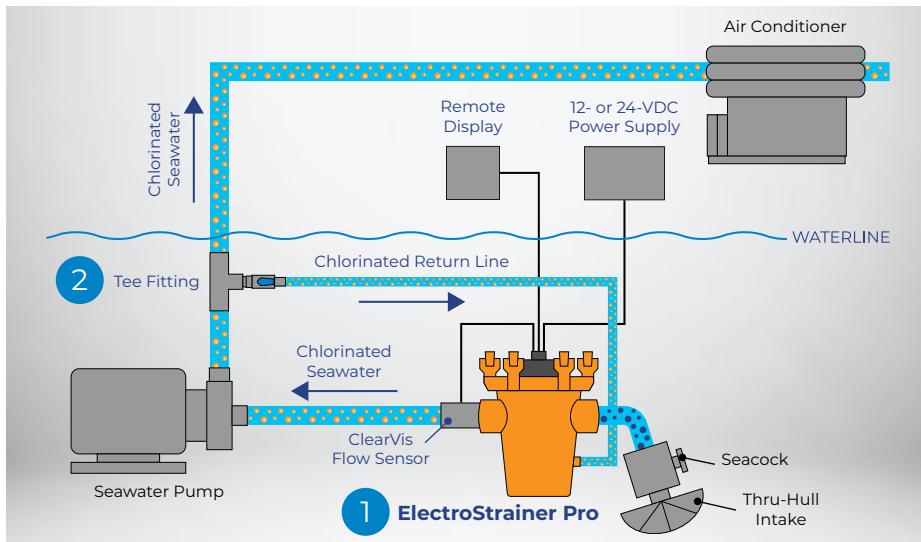 Air Conditioner
Remote
Display
12- or 24-VDC
Power Supply
Chlorinated
Seawater
WATERLINE
2
Tee Fitting
Chlorinated Return Line
Chlorinated
Seawater
ClearVis
Flow Sensor
Seawater Pump
1
ElectroStrainer Pro
Seacock
Thru-Hull
Intake